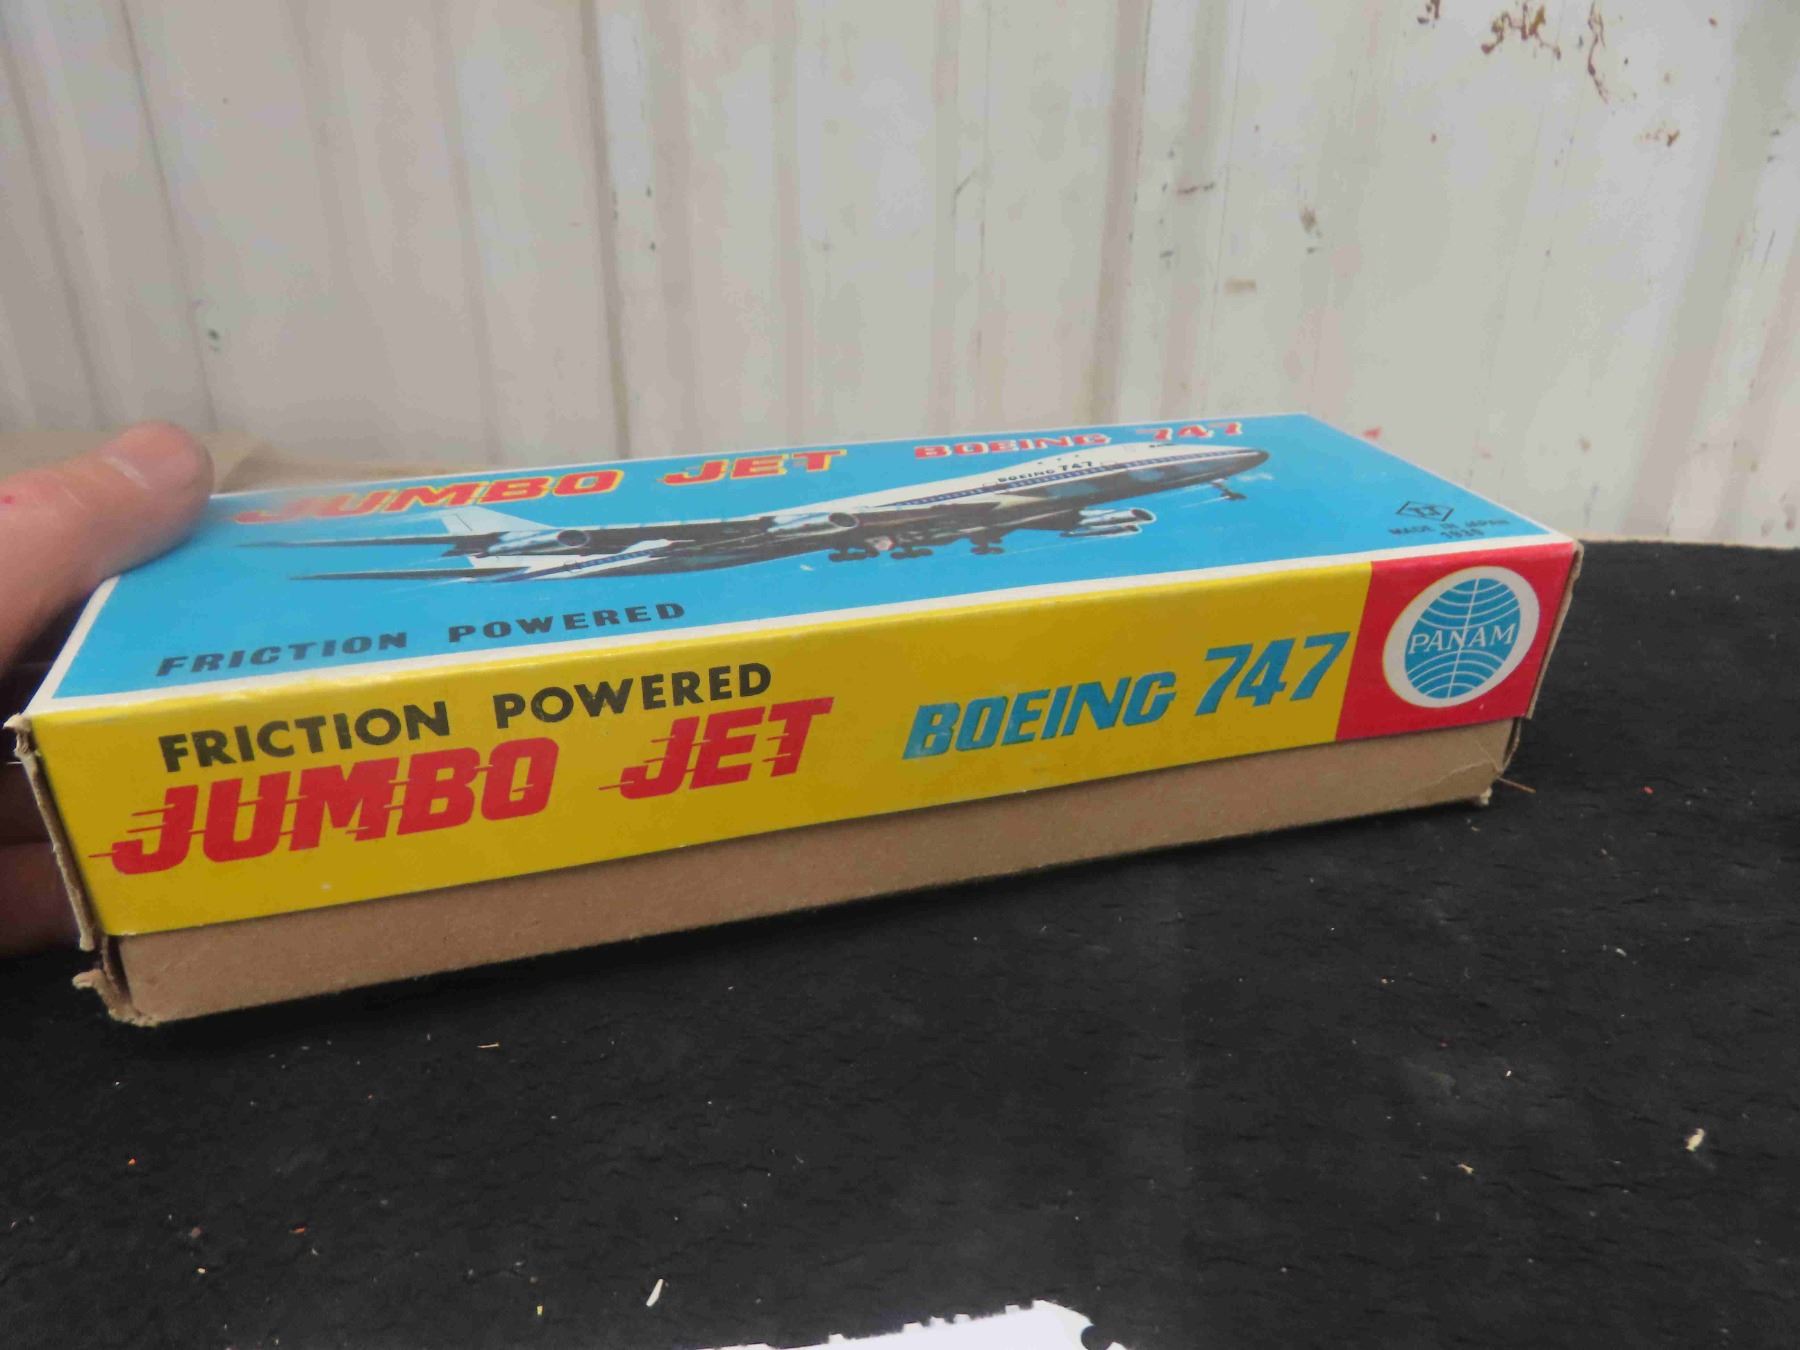 JUMBO JET BOEING 747
BOEING 747
T.T
MADE IN JAPAN
FRICTION POWERED
FRICTION POWERED
JUMBO JET BOEING 747
PANAM